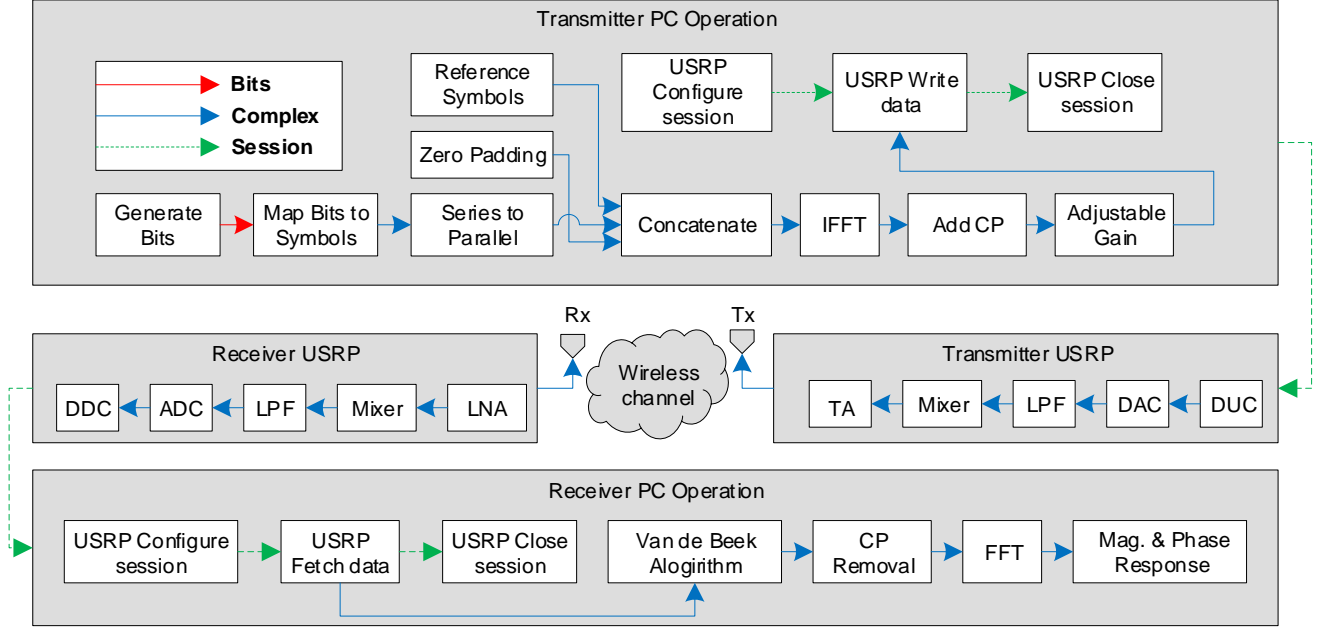 Transmitter PC Operation
Bits
Complex
Session
Reference
Symbols
Zero Padding
USRP
Configure
session
USRP Write
data
USRP Close
session
Generate
Bits
Map Bits to
Symbols
Series to
Parallel
Concatenate
IFFT
Add CP
Adjustable
Gain
Rx
Tx
Wireless
channel
Receiver USRP
DDC
ADC
LPF
Mixer
LNA
Transmitter USRP
TA
Mixer
LPF
DAC
DUC
Receiver PC Operation
USRP Configure
session
USRP
Fetch data
USRP Close
session
Van de Beek
Alogirithm
CP
Removal
FFT
Mag. & Phase
Response